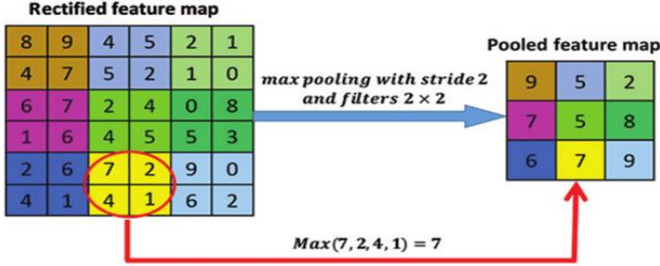 Rectified feature map
8 9 4 5 2 1
4 7 5 2 1 0
6 7 2 4 0 8
1 6 4 5 5 3
2 6 7 2 9 0
4 1 4 1 6 2
max pooling with stride 2
and filters 2 × 2
Pooled feature map
9 5 2
7 5 8
6 7 9
Max(7, 2, 4, 1) = 7